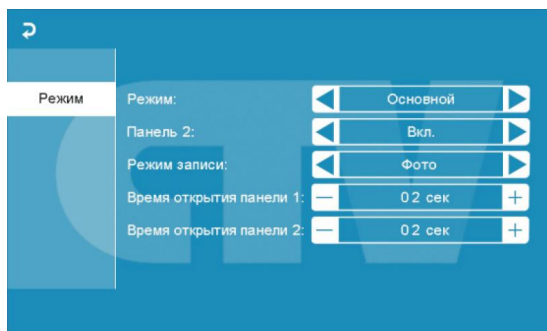 Режим
Режим: Основной
Панель 2: Вкл.
Режим записи: Фото
Время открытия панели 1: — 02 сек +
Время открытия панели 2: — 02 сек +